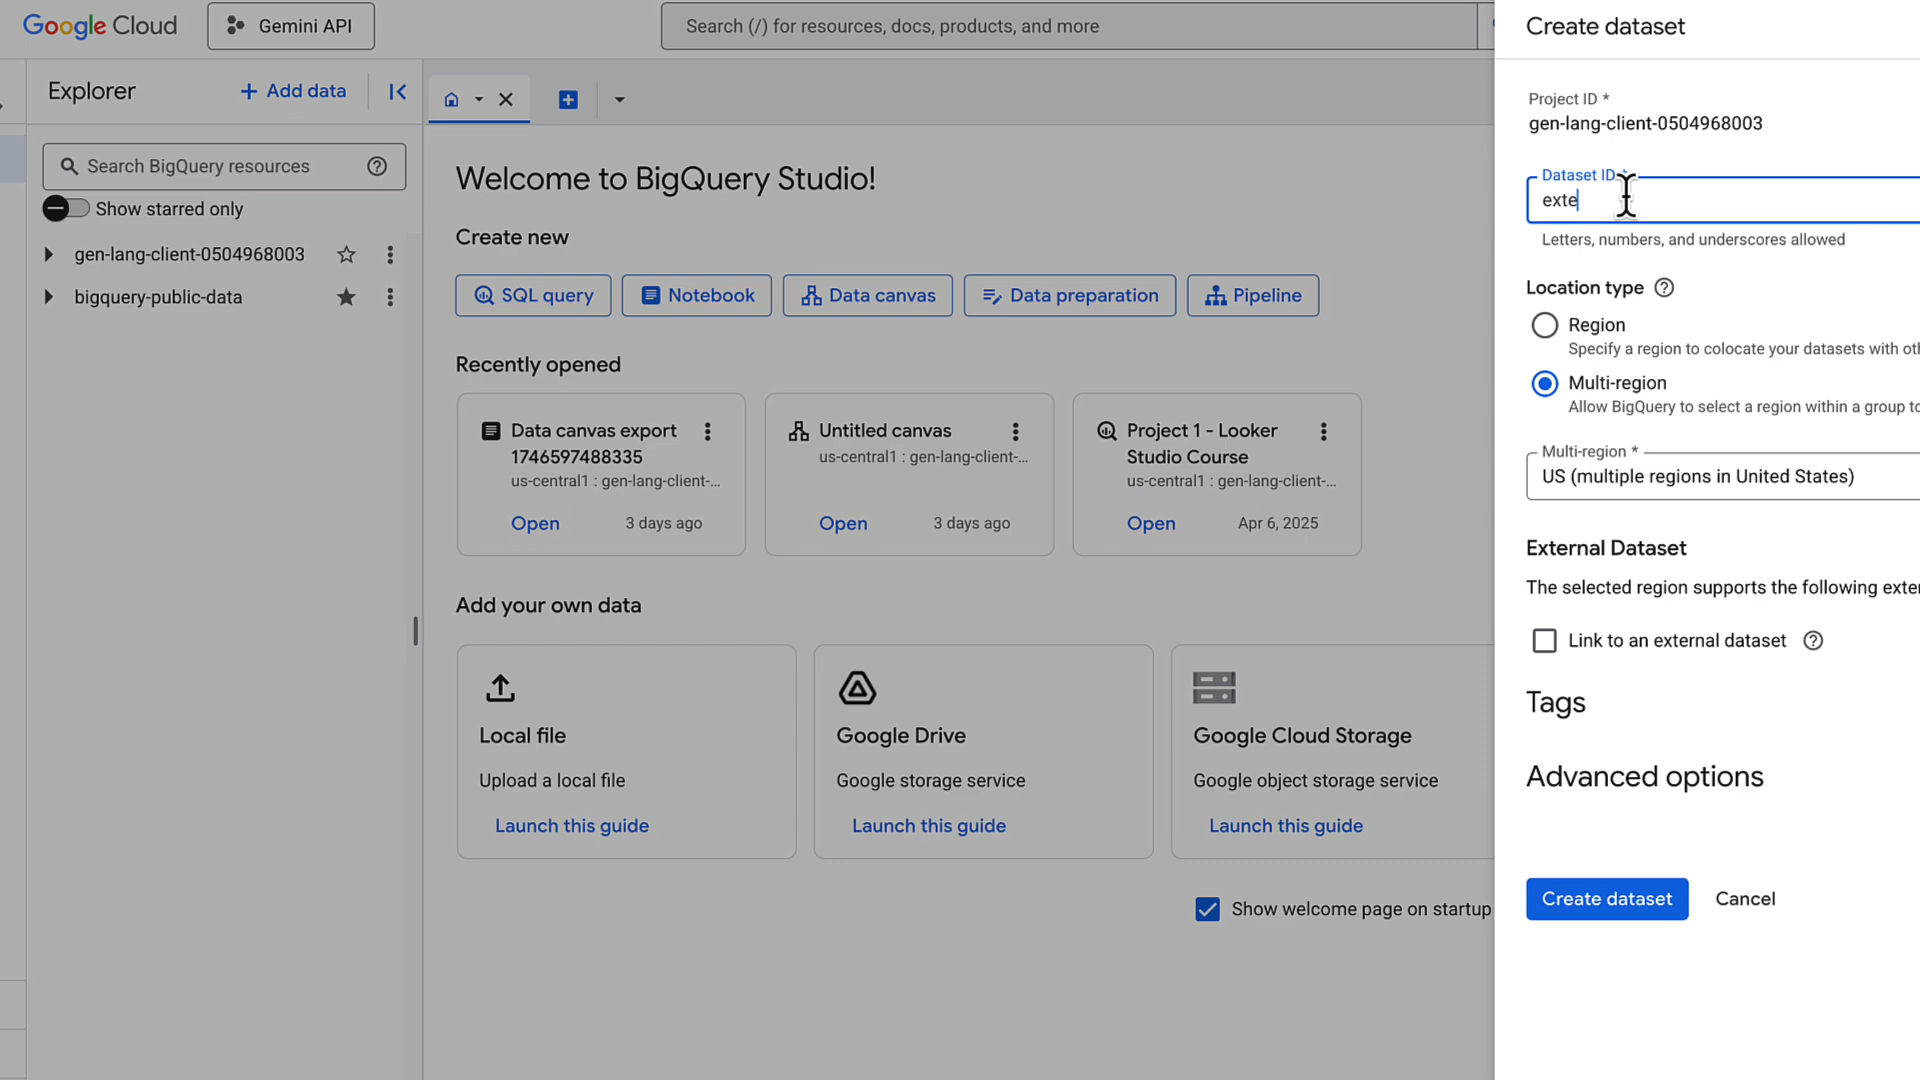 Google Cloud
Gemini API
Search (/) for resources, docs, products, and more
Explorer
+ Add data
Search BigQuery resources
Show starred only
gen-lang-client-0504968003
bigquery-public-data
Welcome to BigQuery Studio!
Create new
SQL query
Notebook
Data canvas
Data preparation
Pipeline
Recently opened
Data canvas export
1746597488335
us-central1 : gen-lang-client-...
Open
3 days ago
Untitled canvas
us-central1 : gen-lang-client-...
Open
3 days ago
Project 1 - Looker
Studio Course
us-central1 : gen-lang-client-...
Open
Apr 6, 2025
Add your own data
Local file
Upload a local file
Launch this guide
Google Drive
Google storage service
Launch this guide
Google Cloud Storage
Google object storage service
Launch this guide
Show welcome page on startup
Create dataset
Project ID *
gen-lang-client-0504968003
Dataset ID
exte
Letters, numbers, and underscores allowed
Location type
Region
Specify a region to colocate your datasets with
Multi-region
Allow BigQuery to select a region within a group
Multi-region *
US (multiple regions in United States)
External Dataset
The selected region supports the following
Link to an external dataset
Tags
Advanced options
Create dataset
Cancel